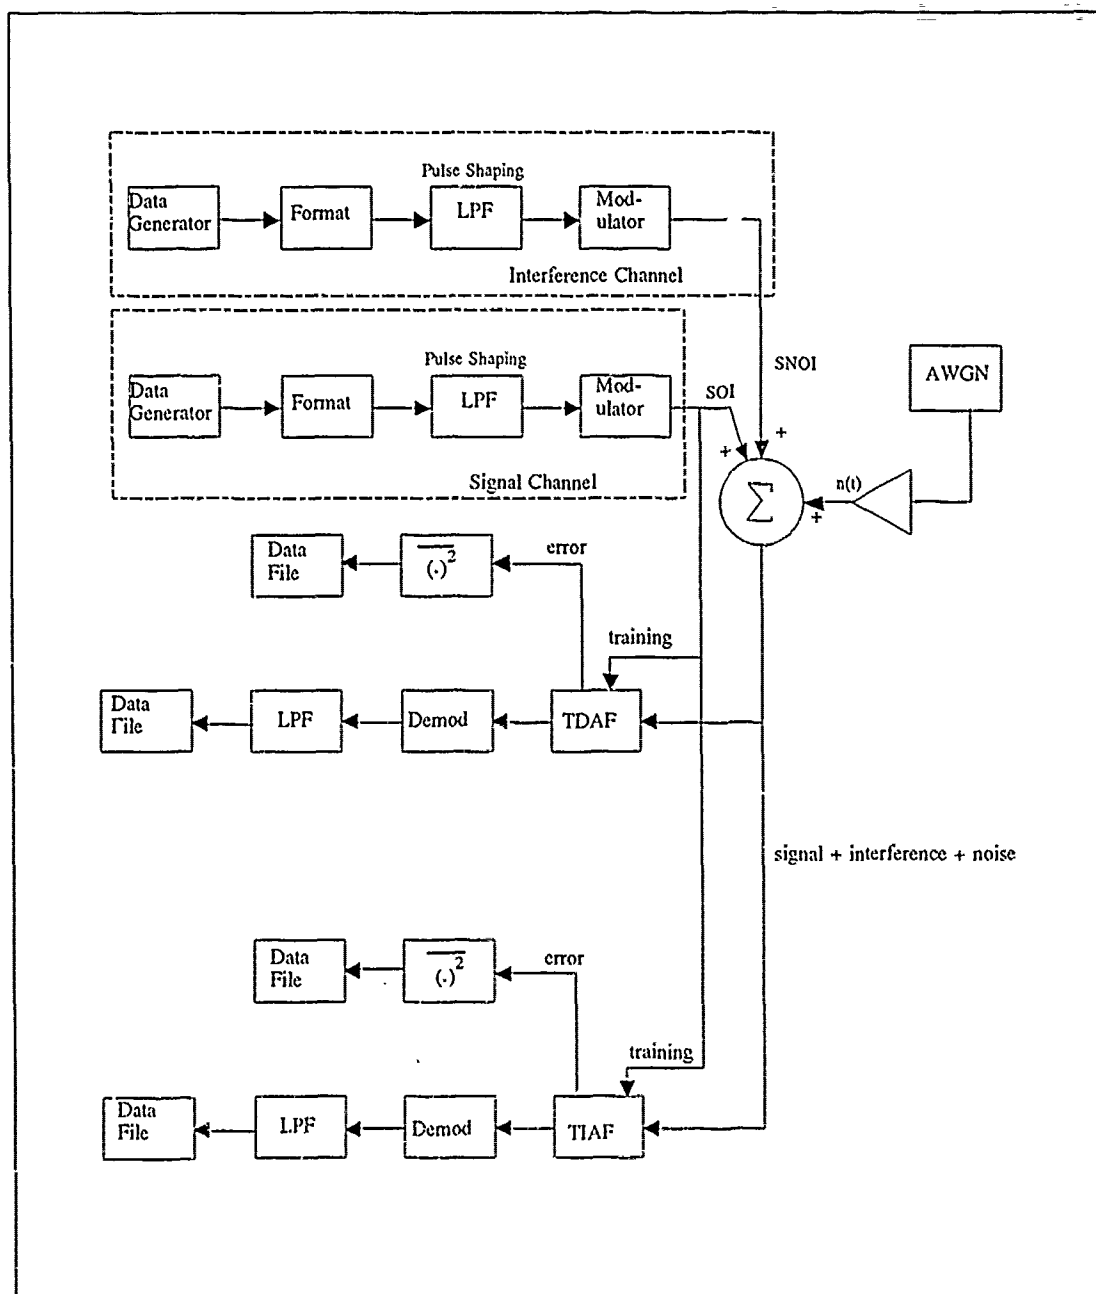 Pulse Shaping
Data
Generator
Format
LPF
Mod-
ulator
Interference Channel
Pulse Shaping
Data
Generator
Format
LPF
Mod-
ulator
SOI
SNOI
AWGN
Signal Channel
+
+
Σ
+
n(t)
Data
File
(.)²
error
training
Data
File
LPF
Demod
TDAF
signal + interference + noise
Data
File
(.)²
error
training
Data
File
LPF
Demod
TIAF